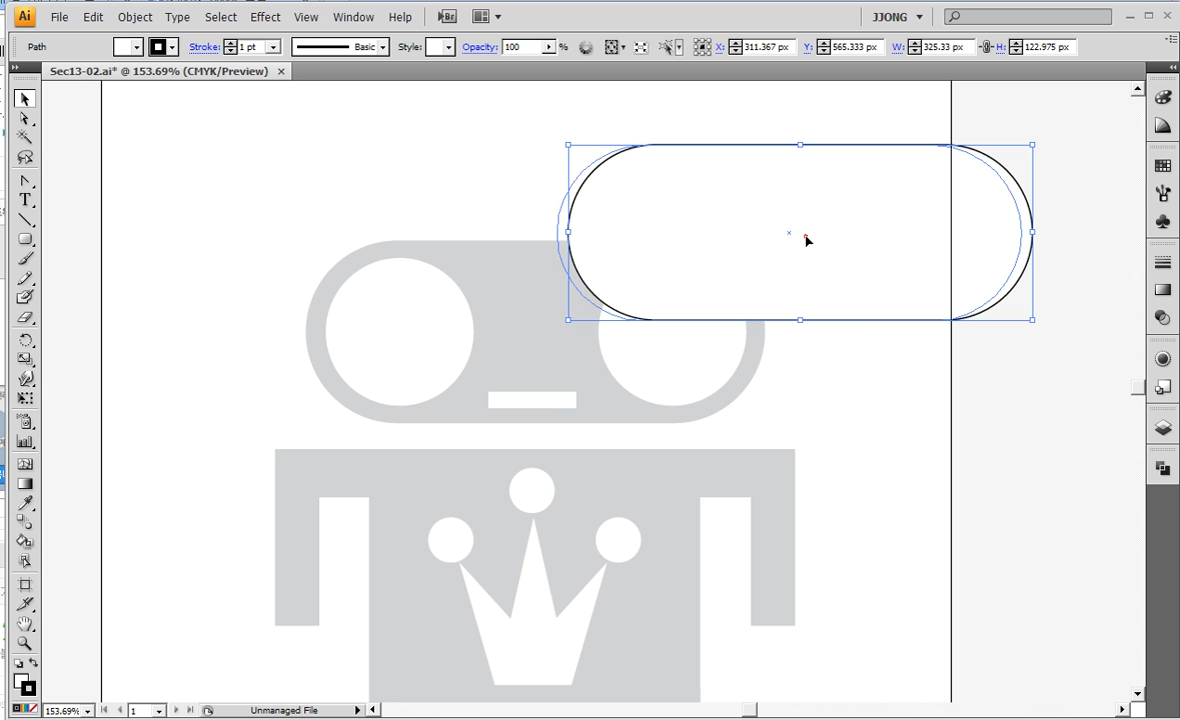 Ai File Edit Object Type Select Effect View Window Help Br JJONG
Path Stroke: 1 pt Basic Style: Opacity: 100 % X: 311.367 px Y: 565.333 px W: 325.33 px H: 122.975 px
Sec13-02.ai* @ 153.69% (CMYK/Preview) ×
T
153.69% 1 Unmanaged File